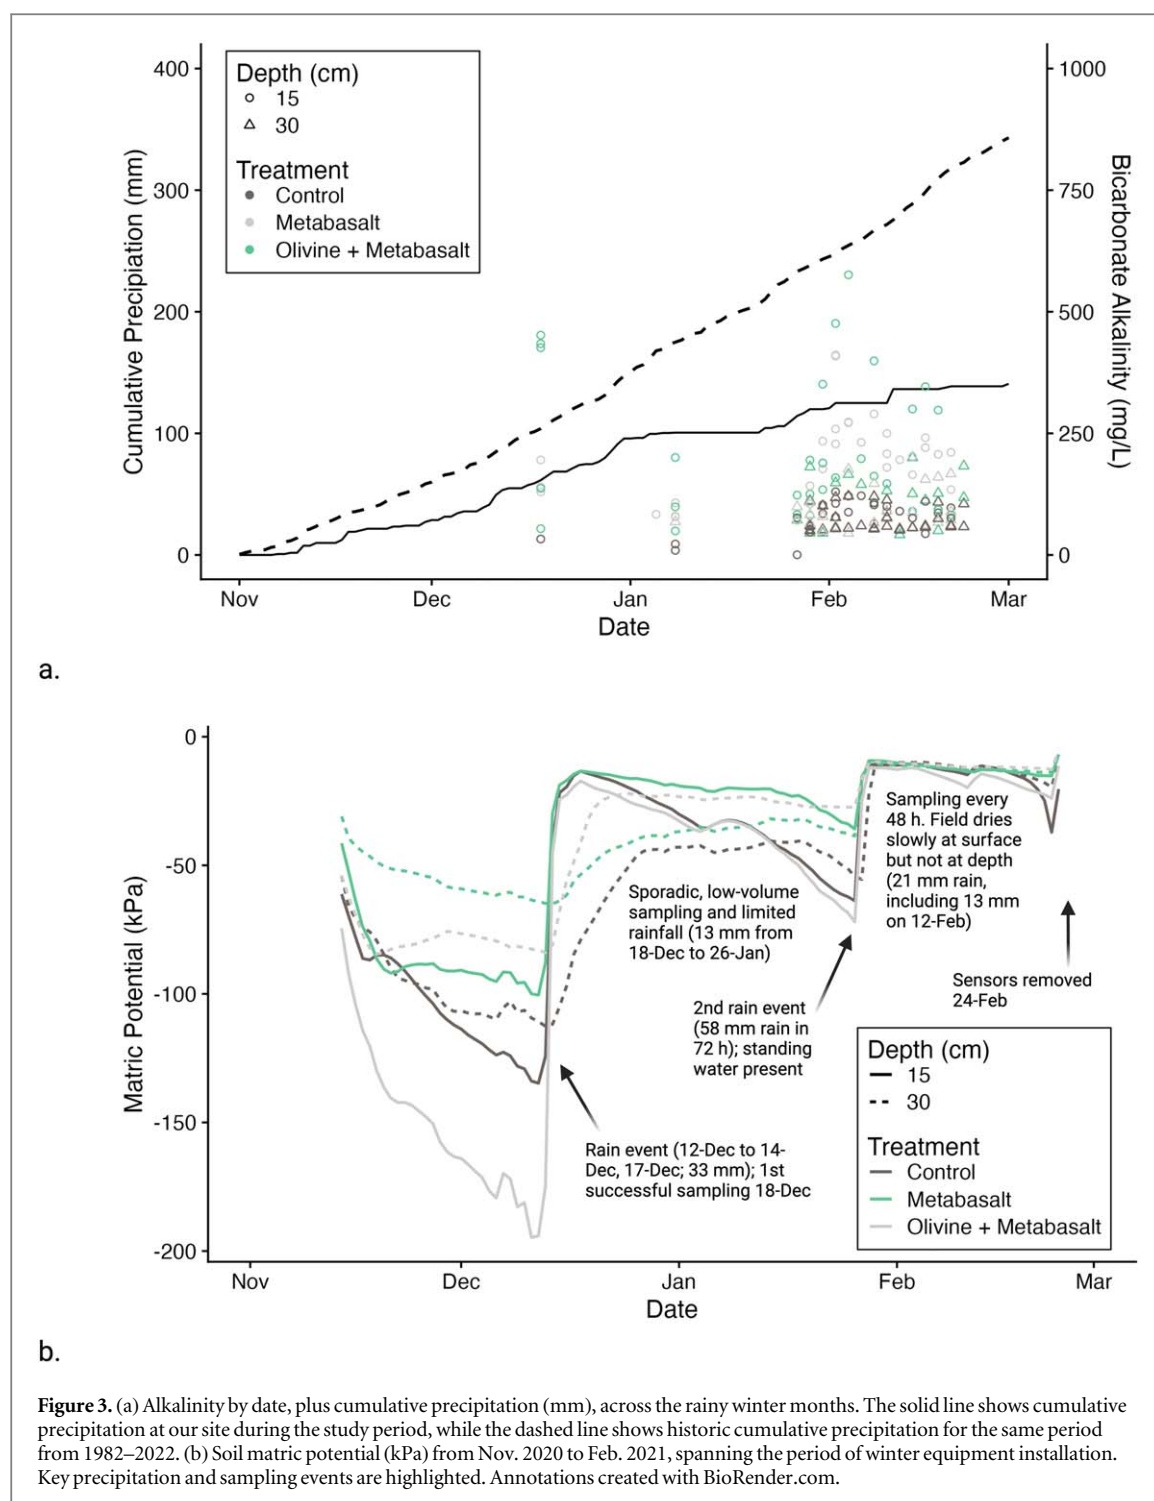 400
300
200
100
0
Cumulative Precipiation (mm)
Depth (cm)
15
30
Treatment
Control
Metabasalt
Olivine + Metabasalt
1000
750
500
250
0
Bicarbonate Alkalinity (mg/L)
Nov
Dec
Jan
Feb
Mar
Date
a.
0
-50
-100
-150
-200
Matric Potential (kPa)
Sampling every
48 h. Field dries
slowly at surface
but not at depth
(21 mm rain,
including 13 mm
on 12-Feb)
Sporadic, low-volume
sampling and limited
rainfall (13 mm from
18-Dec to 26-Jan)
Sensors removed
24-Feb
2nd rain event
(58 mm rain in
72 h); standing
water present
Rain event (12-Dec to 14-
Dec, 17-Dec; 33 mm); 1st
successful sampling 18-Dec
Depth (cm)
15
30
Treatment
Control
Metabasalt
Olivine + Metabasalt
Nov
Dec
Jan
Feb
Mar
Date
b.
Figure 3. (a) Alkalinity by date, plus cumulative precipitation (mm), across the rainy winter months. The solid line shows cumulative
precipitation at our site during the study period, while the dashed line shows historic cumulative precipitation for the same period
from 1982–2022. (b) Soil matric potential (kPa) from Nov. 2020 to Feb. 2021, spanning the period of winter equipment installation.
Key precipitation and sampling events are highlighted. Annotations created with BioRender.com.